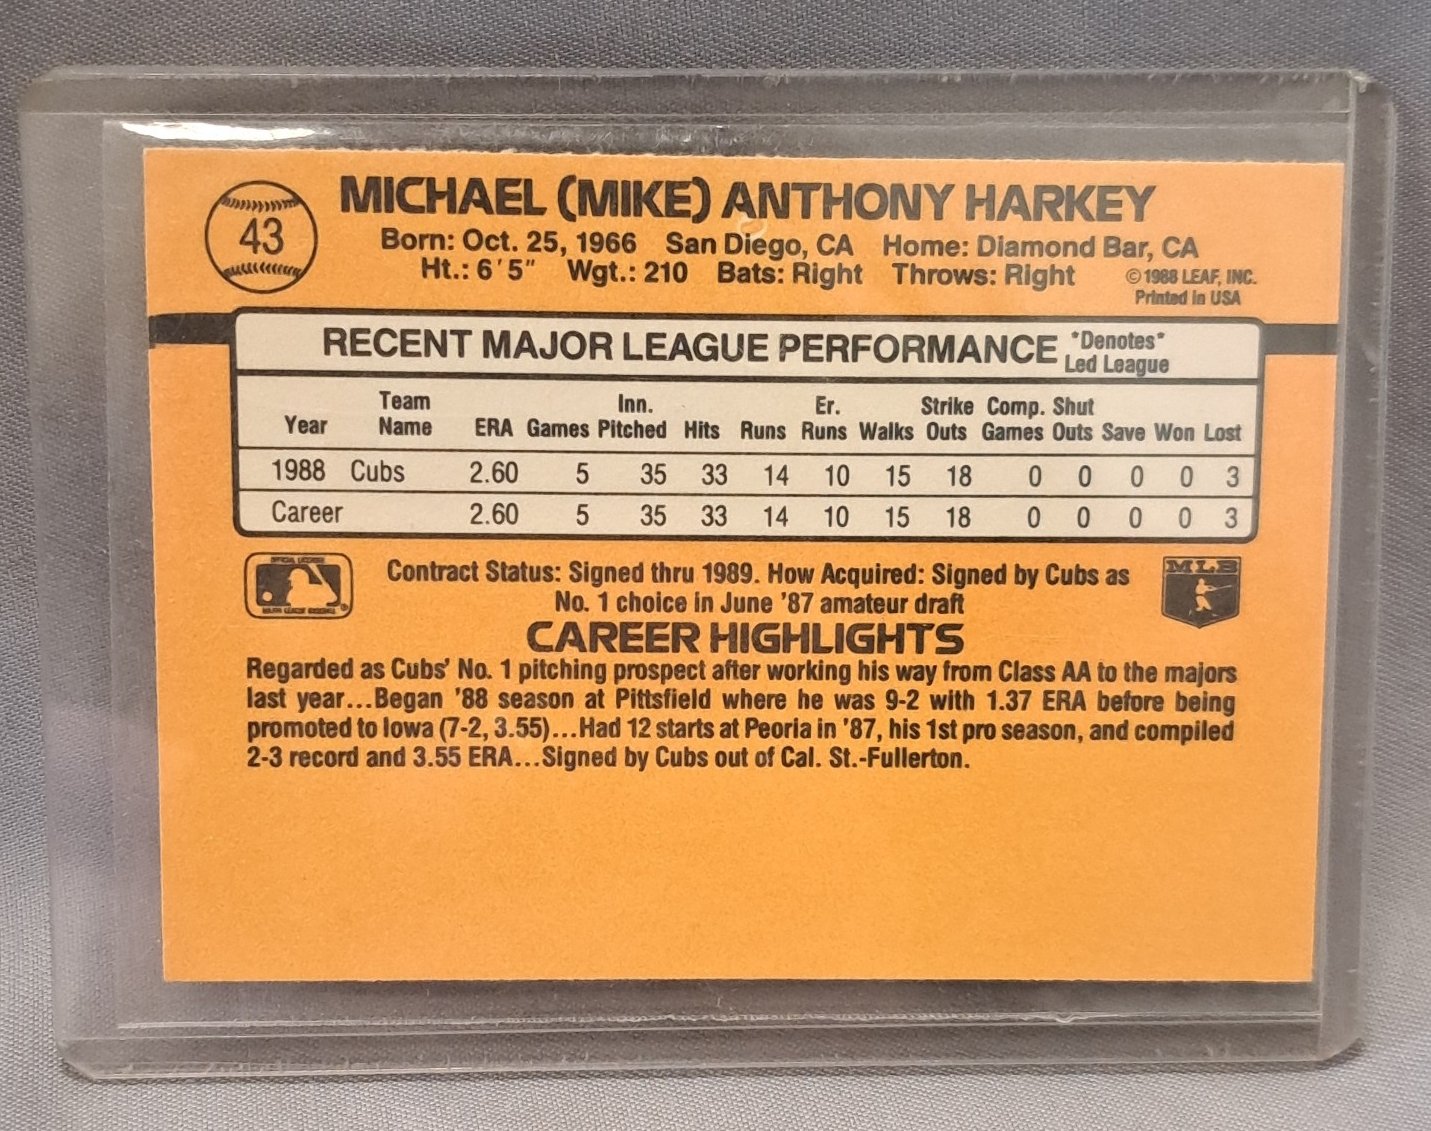 43
MICHAEL (MIKE) ANTHONY HARKEY
Born: Oct. 25, 1966 San Diego, CA Home: Diamond Bar, CA
Ht.: 6'5" Wgt.: 210 Bats: Right Throws: Right
©1988 LEAF, INC.
Printed in USA
RECENT MAJOR LEAGUE PERFORMANCE *Denotes*
Led League
Year Team Name ERA Games Inn. Pitched Hits Runs Er. Runs Walks Strike Outs Comp. Games Shut Outs Save Won Lost
1988 Cubs 2.60 5 35 33 14 10 15 18 0 0 0 0 3
Career 2.60 5 35 33 14 10 15 18 0 0 0 0 3
OFFICIAL LICENSEE
MAJOR LEAGUE BASEBALL ®
Contract Status: Signed thru 1989. How Acquired: Signed by Cubs as
No. 1 choice in June '87 amateur draft
MLB
CAREER HIGHLIGHTS
Regarded as Cubs' No. 1 pitching prospect after working his way from Class AA to the majors
last year...Began '88 season at Pittsfield where he was 9-2 with 1.37 ERA before being
promoted to Iowa (7-2, 3.55)...Had 12 starts at Peoria in '87, his 1st pro season, and compiled
2-3 record and 3.55 ERA...Signed by Cubs out of Cal. St.-Fullerton.